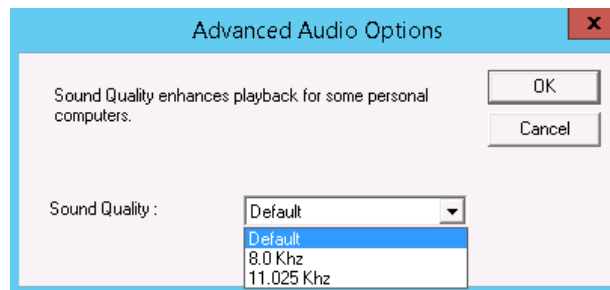 Advanced Audio Options
x
Sound Quality enhances playback for some personal
computers.
OK
Cancel
Sound Quality :
Default
Default
8.0 Khz
11.025 Khz